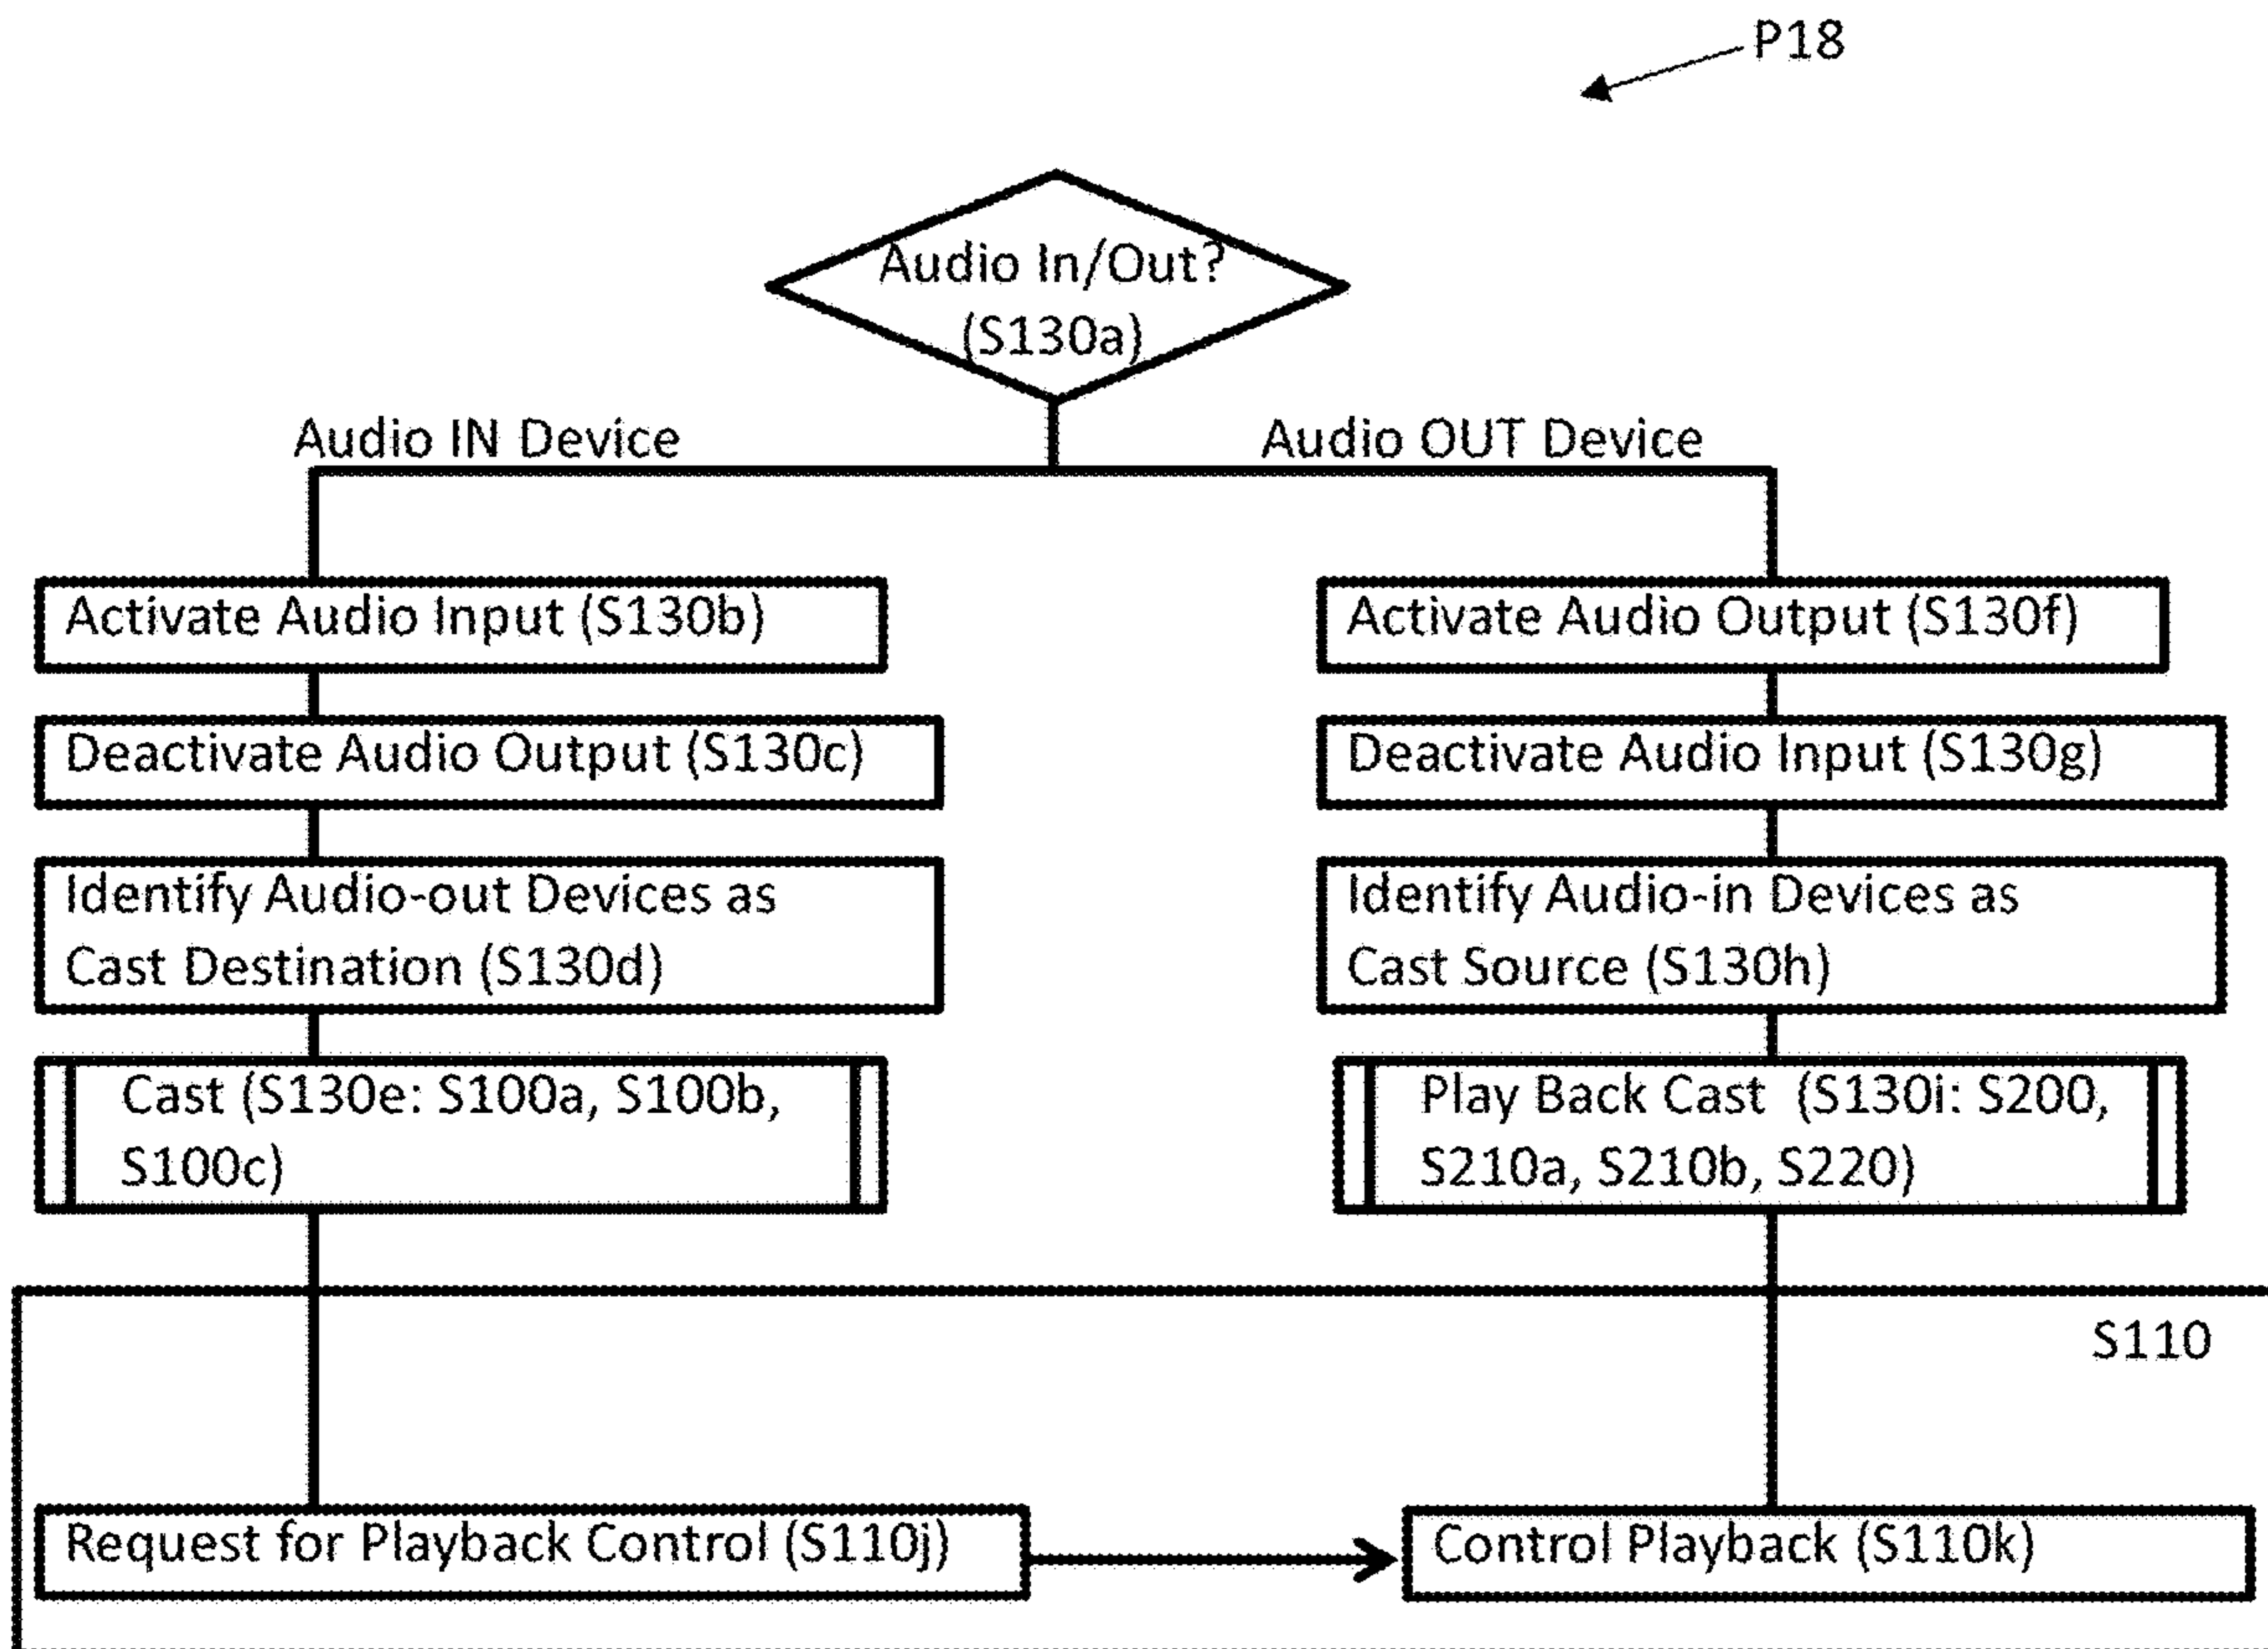 P18
Audio In/Out?
(S130a)
Audio IN Device
Audio OUT Device
Activate Audio Input (S130b)
Activate Audio Output (S130f)
Deactivate Audio Output (S130c)
Deactivate Audio Input (S130g)
Identify Audio-out Devices as
Cast Destination (S130d)
Identify Audio-in Devices as
Cast Source (S130h)
Cast (S130e: S100a, S100b,
S100c)
Play Back Cast (S130i: S200,
S210a, S210b, S220)
S110
Request for Playback Control (S110j)
Control Playback (S110k)